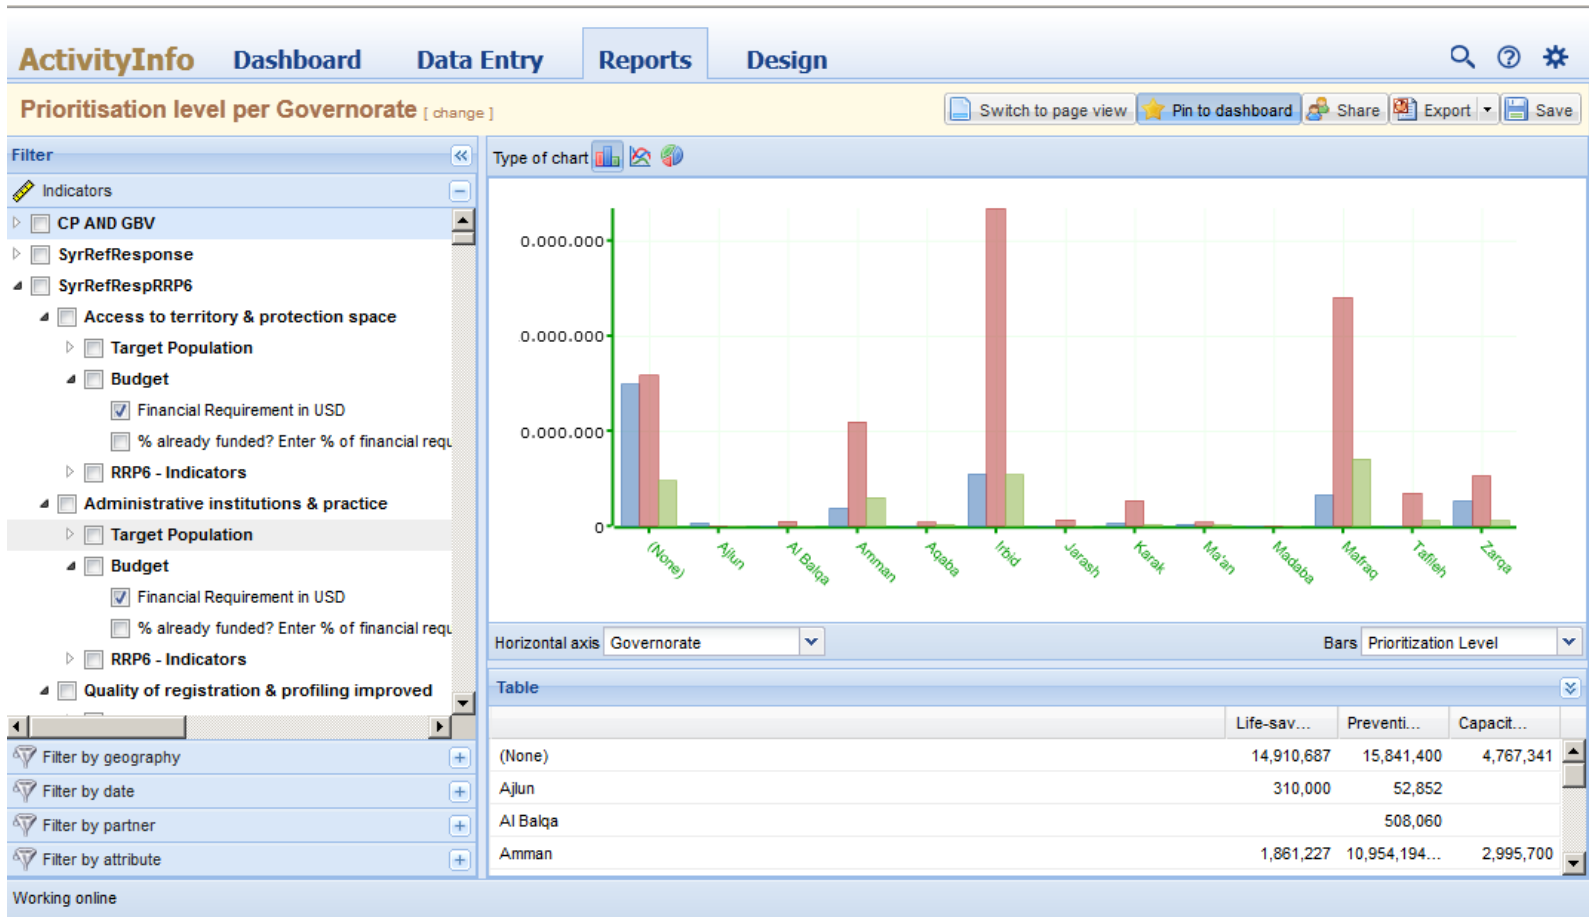 ActivityInfo Dashboard Data Entry Reports Design
Prioritisation level per Governorate [ change ] Switch to page view Pin to dashboard Share Export Save
Filter
Indicators
CP AND GBV
SyrRefResponse
SyrRefRespRRP6
Access to territory & protection space
Target Population
Budget
Financial Requirement in USD
% already funded? Enter % of financial requ
RRP6 - Indicators
Administrative institutions & practice
Target Population
Budget
Financial Requirement in USD
% already funded? Enter % of financial requ
RRP6 - Indicators
Quality of registration & profiling improved
Filter by geography
Filter by date
Filter by partner
Filter by attribute
Type of chart
0.000.000
0.000.000
0.000.000
0
(None) Ajlun Al Balqa Amman Aqaba Irbid Jarash Karak Ma'an Madaba Mafraq Tafileh Zarqa
Horizontal axis Governorate Bars Prioritization Level
Table
Life-sav... Preventi... Capacit...
(None) 14,910,687 15,841,400 4,767,341
Ajlun 310,000 52,852
Al Balqa 508,060
Amman 1,861,227 10,954,194... 2,995,700
Working online